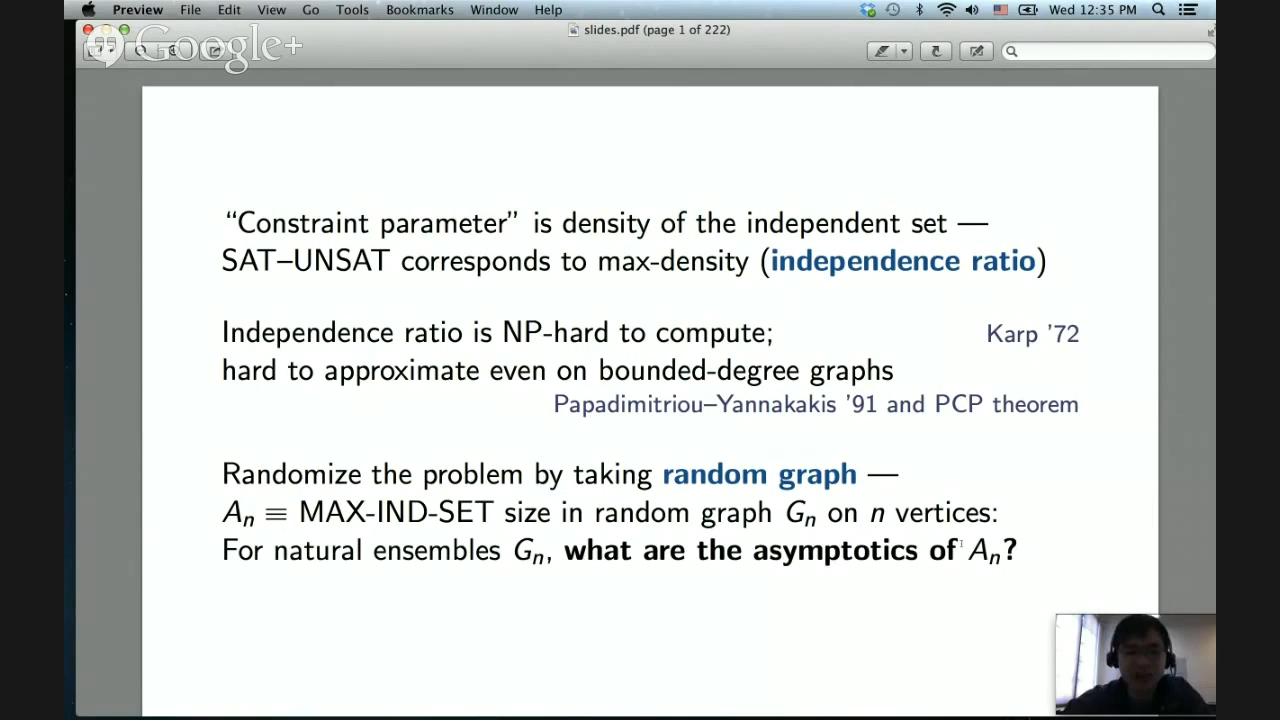 Preview File Edit View Go Tools Bookmarks Window Help Wed 12:35 PM
slides.pdf (page 1 of 222)
Google+
“Constraint parameter” is density of the independent set —
SAT–UNSAT corresponds to max-density (independence ratio)
Independence ratio is NP-hard to compute; Karp '72
hard to approximate even on bounded-degree graphs
Papadimitriou–Yannakakis '91 and PCP theorem
Randomize the problem by taking random graph —
Aₙ ≡ MAX-IND-SET size in random graph Gₙ on n vertices:
For natural ensembles Gₙ, what are the asymptotics of Aₙ?